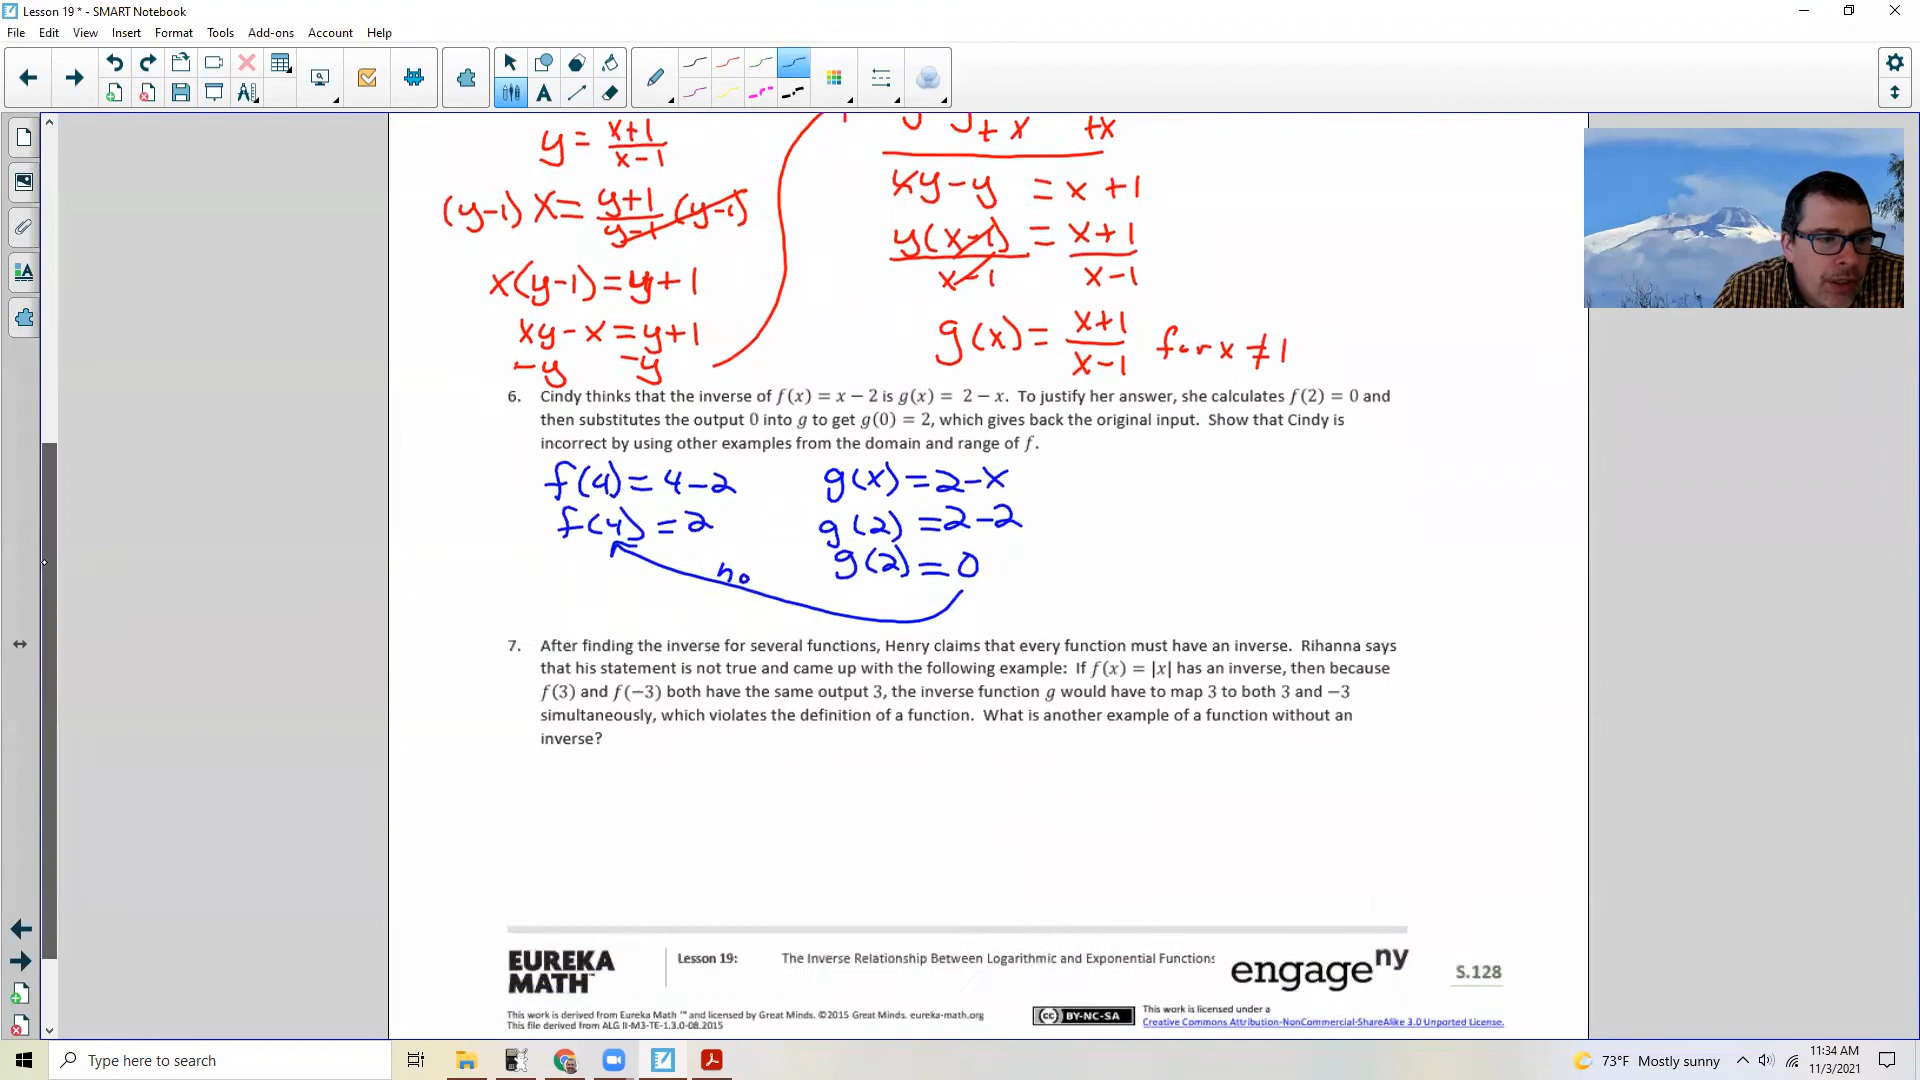 Lesson 19 * - SMART Notebook
File Edit View Insert Format Tools Add-ons Account Help
y = x+1 / x-1
+x +x
(y-1) x = y+1 / y-1 (y-1)
xy - y = x + 1
y(x-1) / x-1 = x+1 / x-1
x(y-1) = y+1
xy - x = y+1
-y -y
g(x) = x+1 / x-1 for x ≠ 1
6. Cindy thinks that the inverse of f(x) = x − 2 is g(x) = 2 − x. To justify her answer, she calculates f(2) = 0 and
then substitutes the output 0 into g to get g(0) = 2, which gives back the original input. Show that Cindy is
incorrect by using other examples from the domain and range of f.
f(4) = 4-2 g(x) = 2-x
f(4) = 2 g(2) = 2-2
g(2) = 0
no
7. After finding the inverse for several functions, Henry claims that every function must have an inverse. Rihanna says
that his statement is not true and came up with the following example: If f(x) = |x| has an inverse, then because
f(3) and f(−3) both have the same output 3, the inverse function g would have to map 3 to both 3 and −3
simultaneously, which violates the definition of a function. What is another example of a function without an
inverse?
EUREKA MATH™
Lesson 19: The Inverse Relationship Between Logarithmic and Exponential Functions
engage ny
S.128
This work is derived from Eureka Math ™ and licensed by Great Minds. ©2015 Great Minds. eureka-math.org
This file derived from ALG II-M3-TE-1.3.0-08.2015
(cc) BY-NC-SA
This work is licensed under a
Creative Commons Attribution-NonCommercial-ShareAlike 3.0 Unported License.
Type here to search
73°F Mostly sunny
11:34 AM
11/3/2021